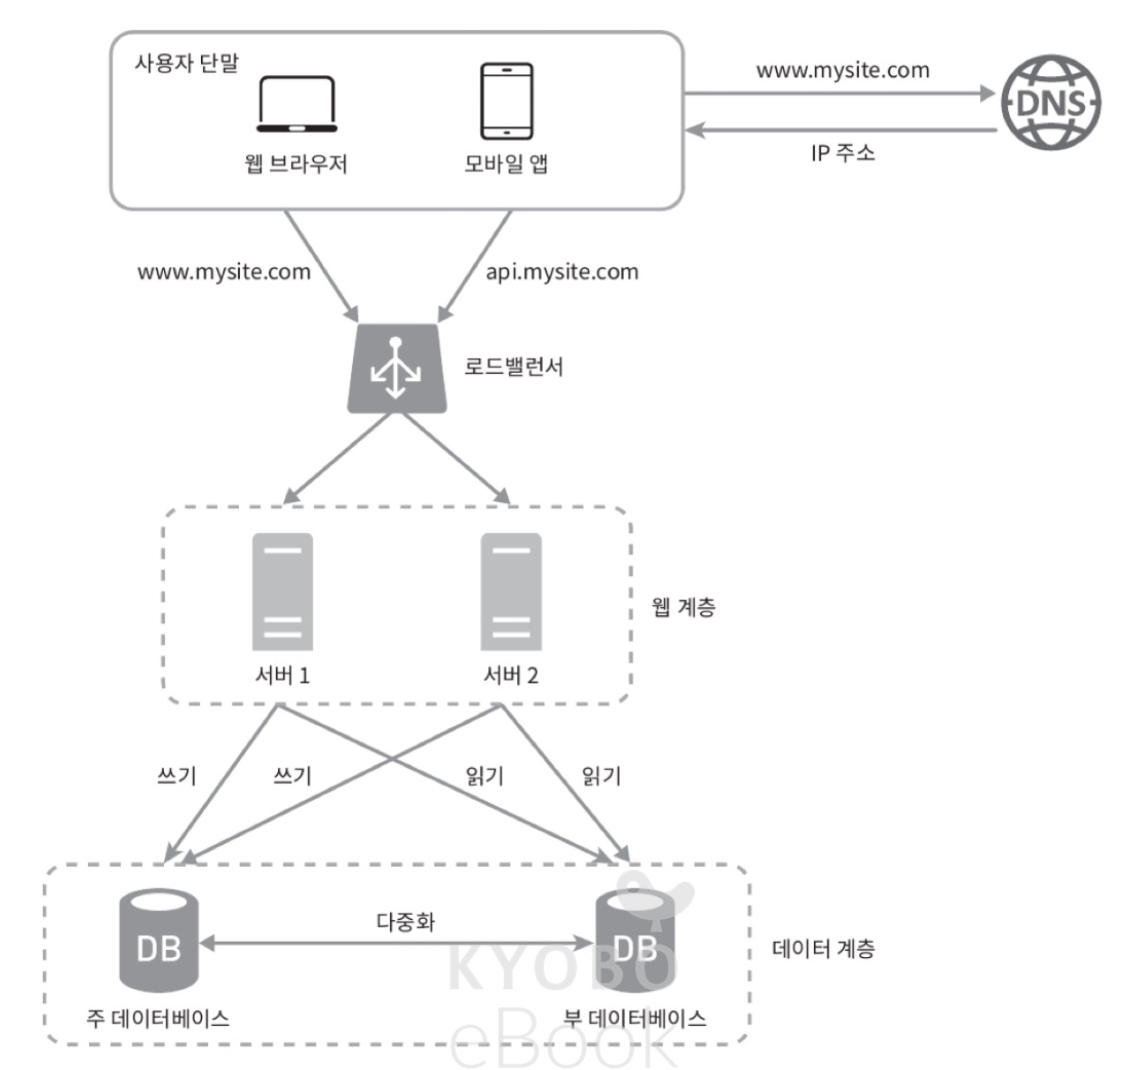 사용자 단말
웹 브라우저
모바일 앱
www.mysite.com
DNS
IP 주소
www.mysite.com
api.mysite.com
로드밸런서
서버 1
서버 2
웹 계층
쓰기
쓰기
읽기
읽기
다중화
DB
DB
데이터 계층
주 데이터베이스
부 데이터베이스
KYOBO
eBook